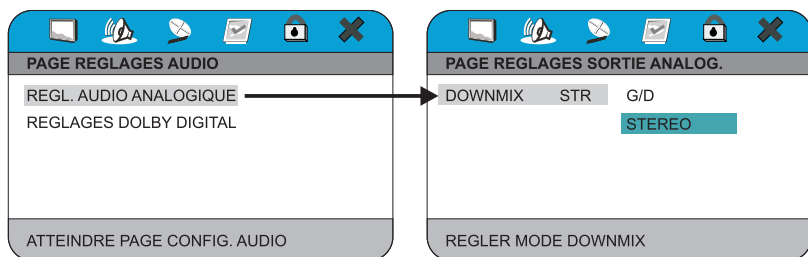 PAGE REGLAGES AUDIO
REGL. AUDIO ANALOGIQUE
REGLAGES DOLBY DIGITAL
ATTEINDRE PAGE CONFIG. AUDIO
PAGE REGLAGES SORTIE ANALOG.
DOWNMIX STR G/D
STEREO
REGLER MODE DOWNMIX